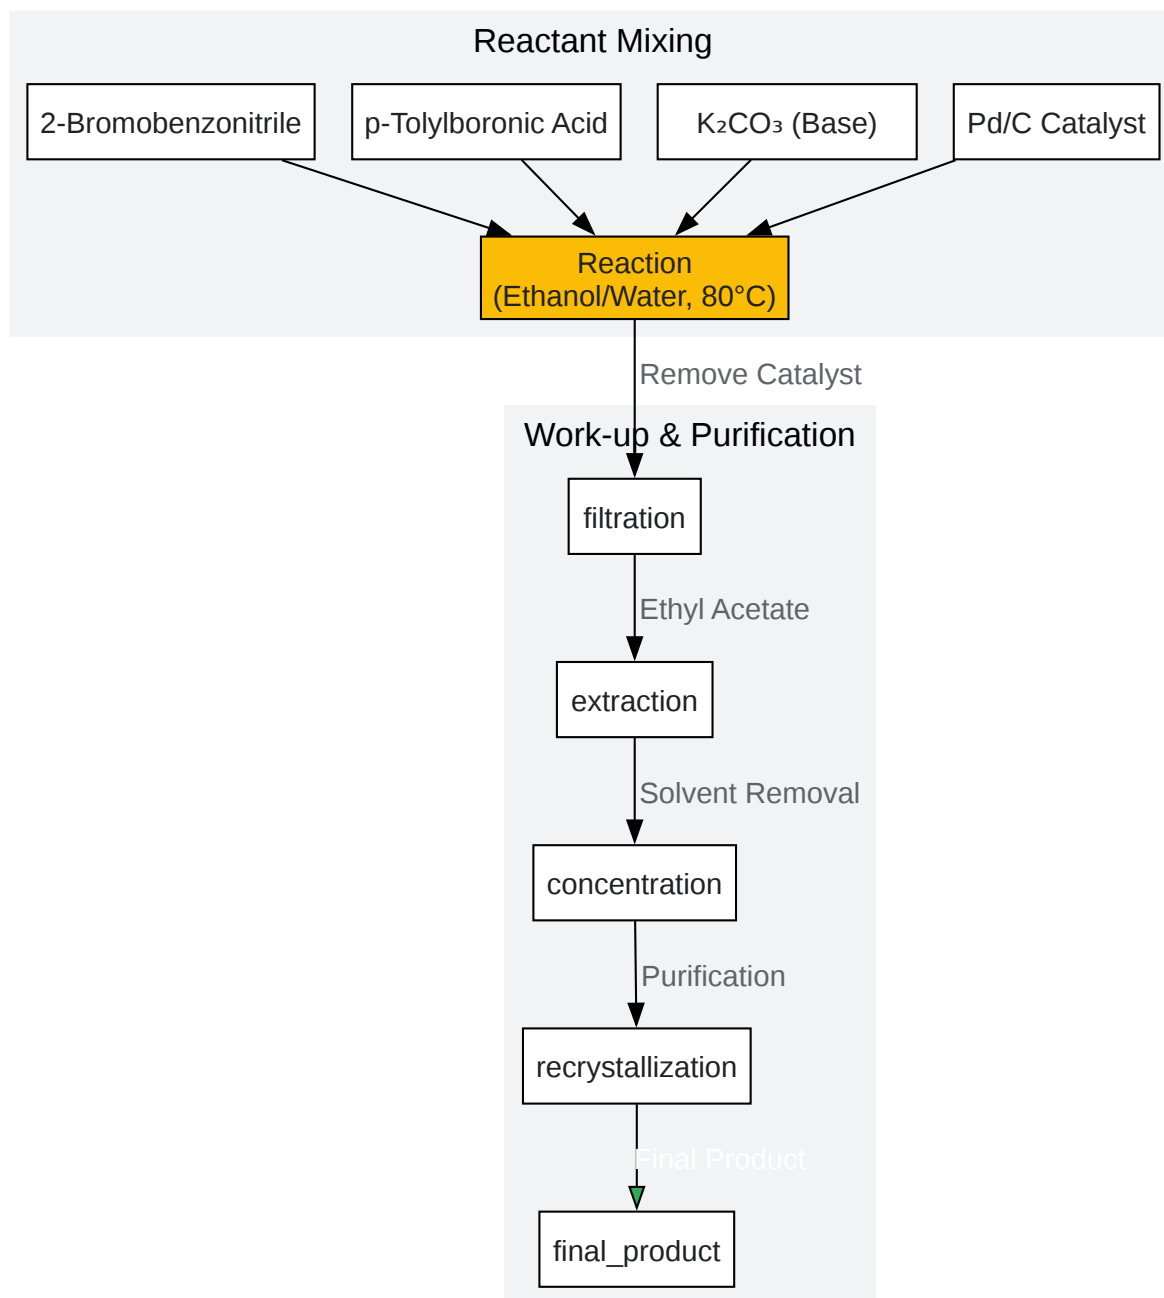 Reactant Mixing
2-Bromobenzonitrile
p-Tolylboronic Acid
K₂CO₃ (Base)
Pd/C Catalyst
Reaction
(Ethanol/Water, 80°C)
Remove Catalyst
Work-up & Purification
filtration
Ethyl Acetate
extraction
Solvent Removal
concentration
Purification
recrystallization
Final Product
final_product